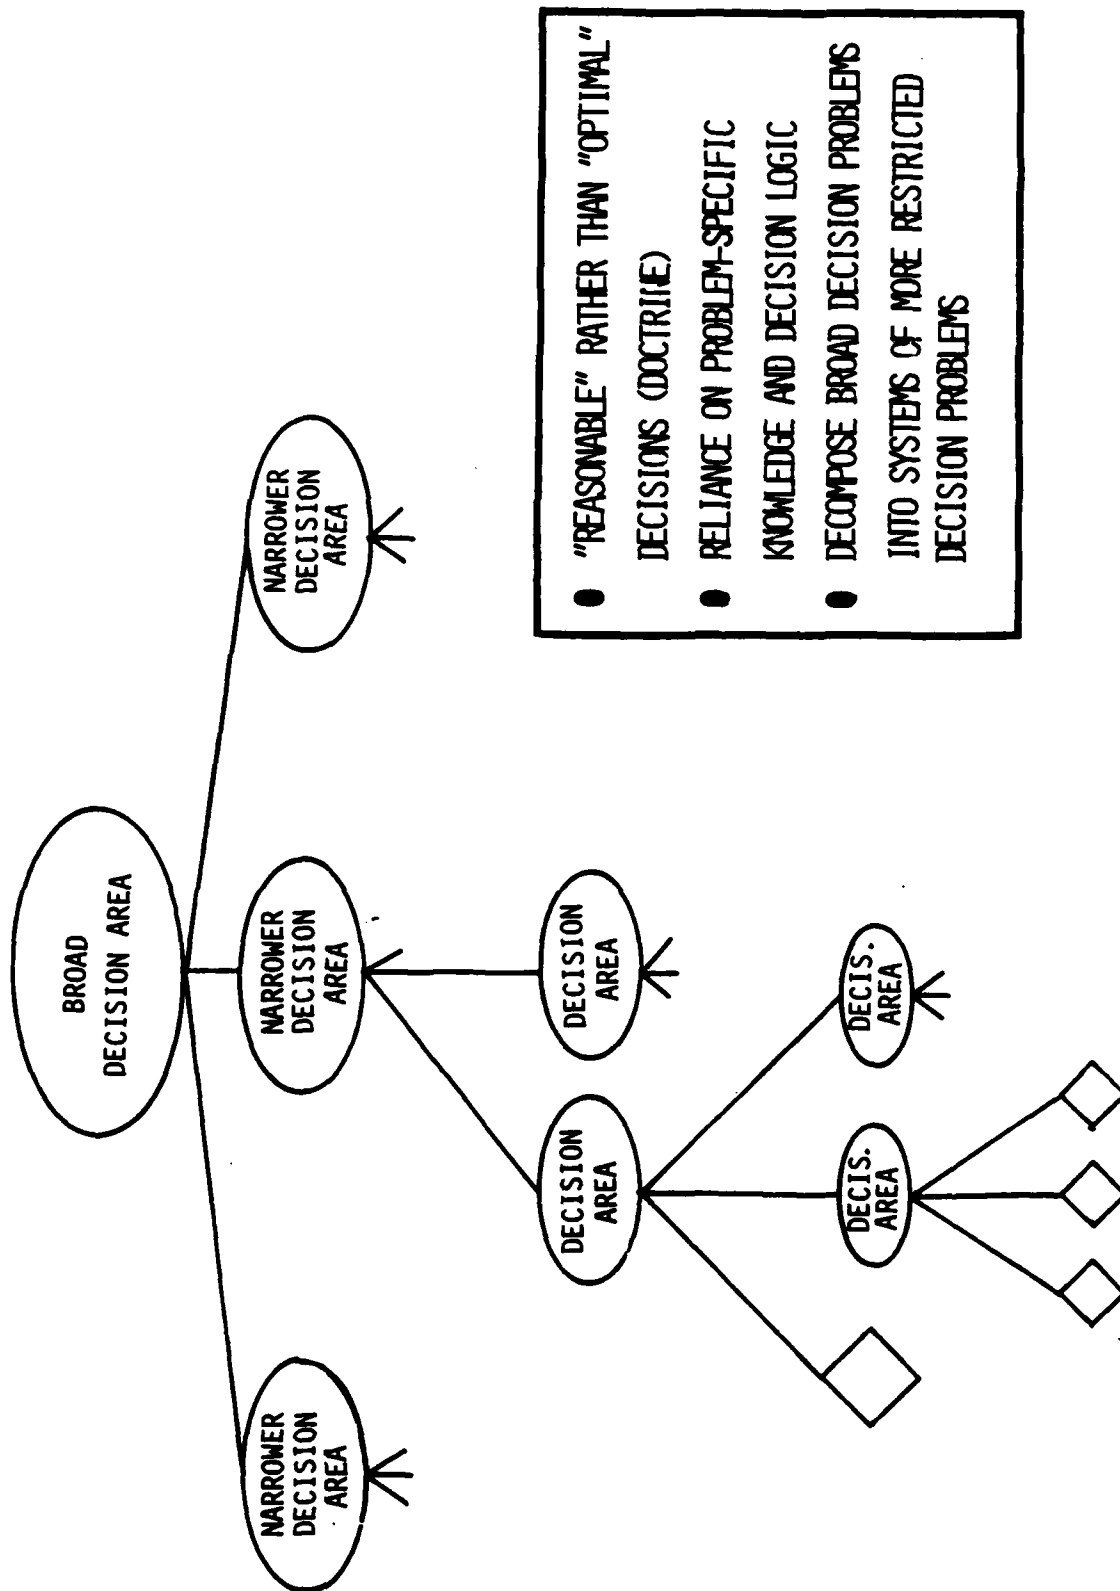 BROAD
DECISION AREA
NARROWER
DECISION
AREA
NARROWER
DECISION
AREA
NARROWER
DECISION
AREA
DECISION
AREA
DECISION
AREA
DECIS.
AREA
DECIS.
AREA
● "REASONABLE" RATHER THAN "OPTIMAL"
DECISIONS (DOCTRINE)
● RELIANCE ON PROBLEM-SPECIFIC
KNOWLEDGE AND DECISION LOGIC
● DECOMPOSE BROAD DECISION PROBLEMS
INTO SYSTEMS OF MORE RESTRICTED
DECISION PROBLEMS